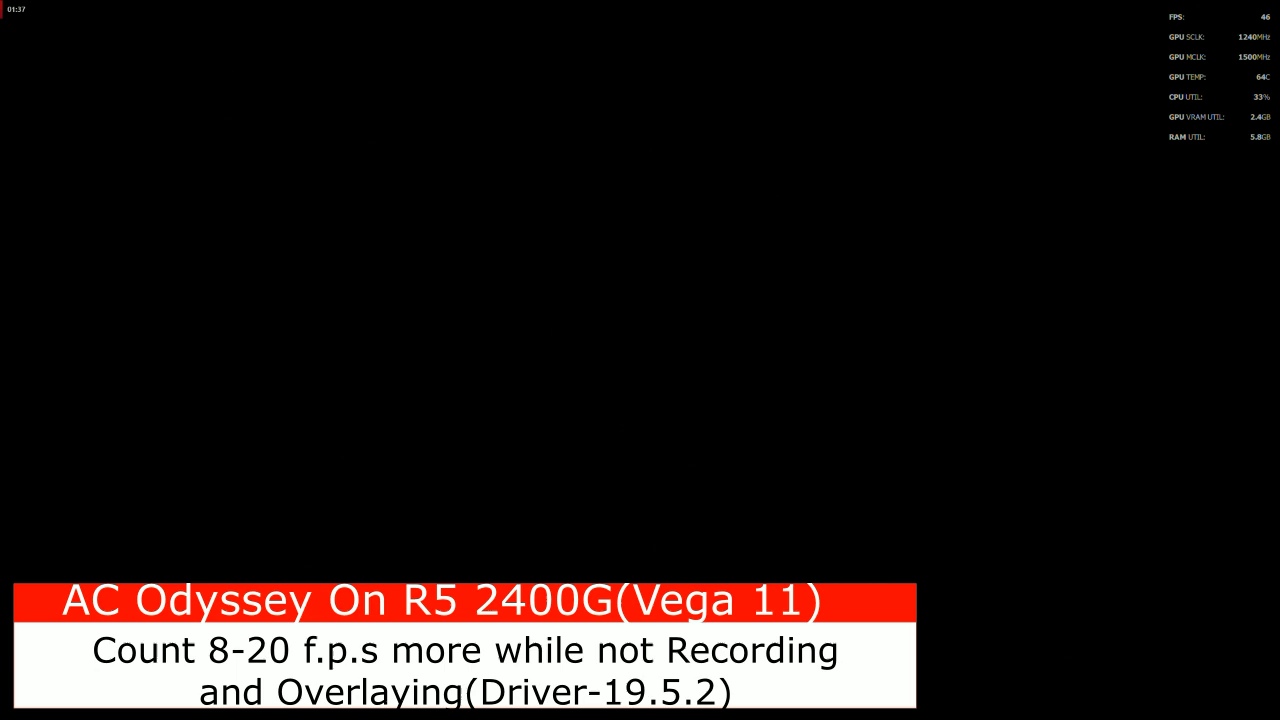 01:37
FPS: 46
GPU SCLK: 1240MHz
GPU MCLK: 1500MHz
GPU TEMP: 64C
CPU UTIL: 33%
GPU VRAM UTIL: 2.4GB
RAM UTIL: 5.8GB
AC Odyssey On R5 2400G(Vega 11)
Count 8-20 f.p.s more while not Recording
and Overlaying(Driver-19.5.2)